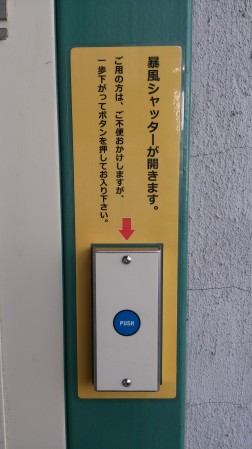 暴風シャッターが開きます。
ご用の方は、ご不便おかけしますが、
一歩下がってボタンを押してお入り下さい。
PUSH